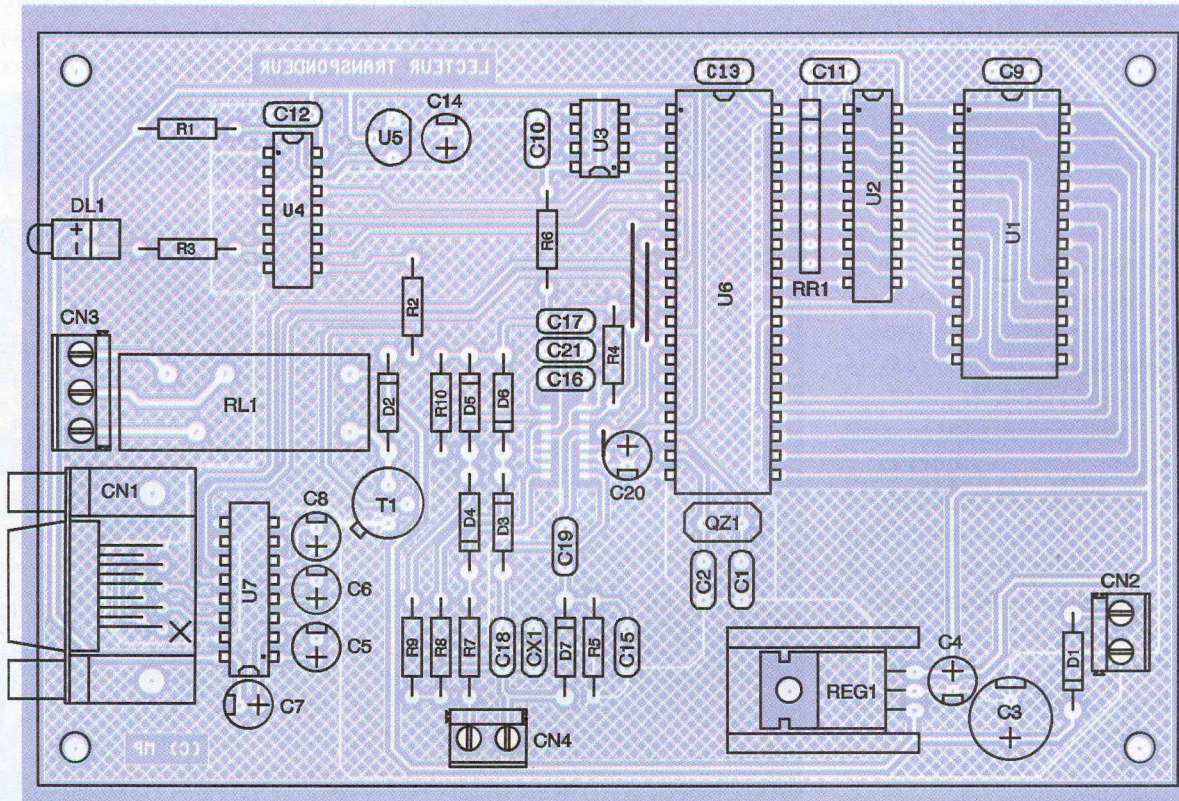 LECTEUR TRANSPONDEUR
C13
C11
C9
C14
C12
R1
U5
C10
U3
U2
U4
DL1
+
−
R3
R6
U1
U6
RR1
R2
CN3
C17
C21
C16
R4
RL1
D2
R10
D5
D6
+
C20
CN1
T1
C8
D4
D3
QZ1
C19
U7
C6
C2
C1
CN2
C5
R9
R8
R7
C18
CX1
D7
R5
C15
C4
D1
REG1
C3
C7
CN4
(C) MP